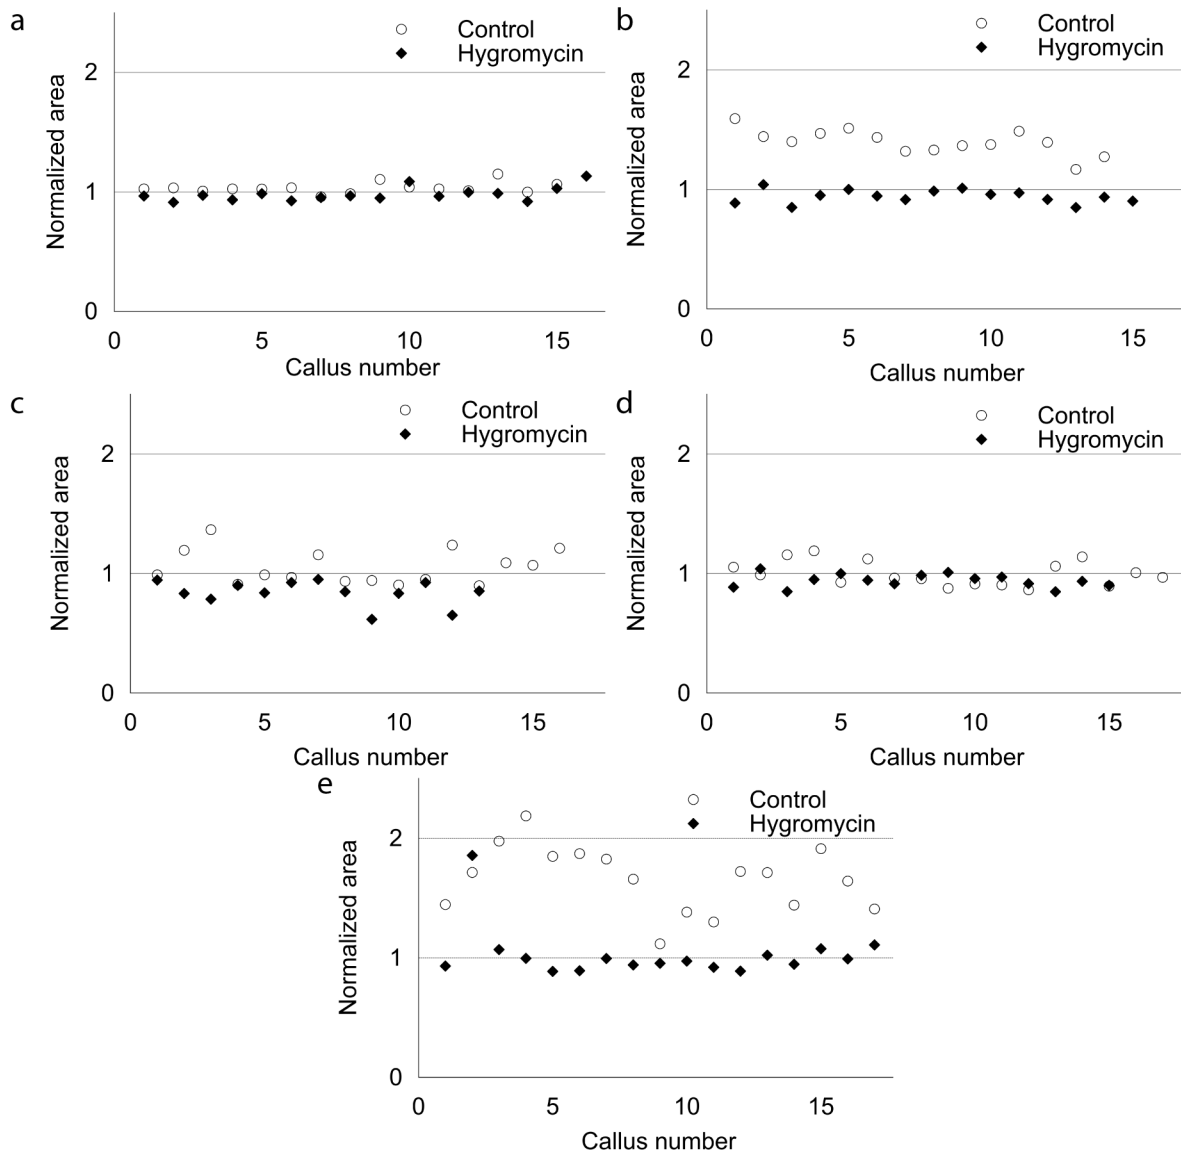 a
Control
Hygromycin
Normalized area
2
1
0
0 5 10 15
Callus number
b
Control
Hygromycin
Normalized area
2
1
0
0 5 10 15
Callus number
c
Control
Hygromycin
Normalized area
2
1
0
0 5 10 15
Callus number
d
Control
Hygromycin
Normalized area
2
1
0
0 5 10 15
Callus number
e
Control
Hygromycin
Normalized area
2
1
0
0 5 10 15
Callus number